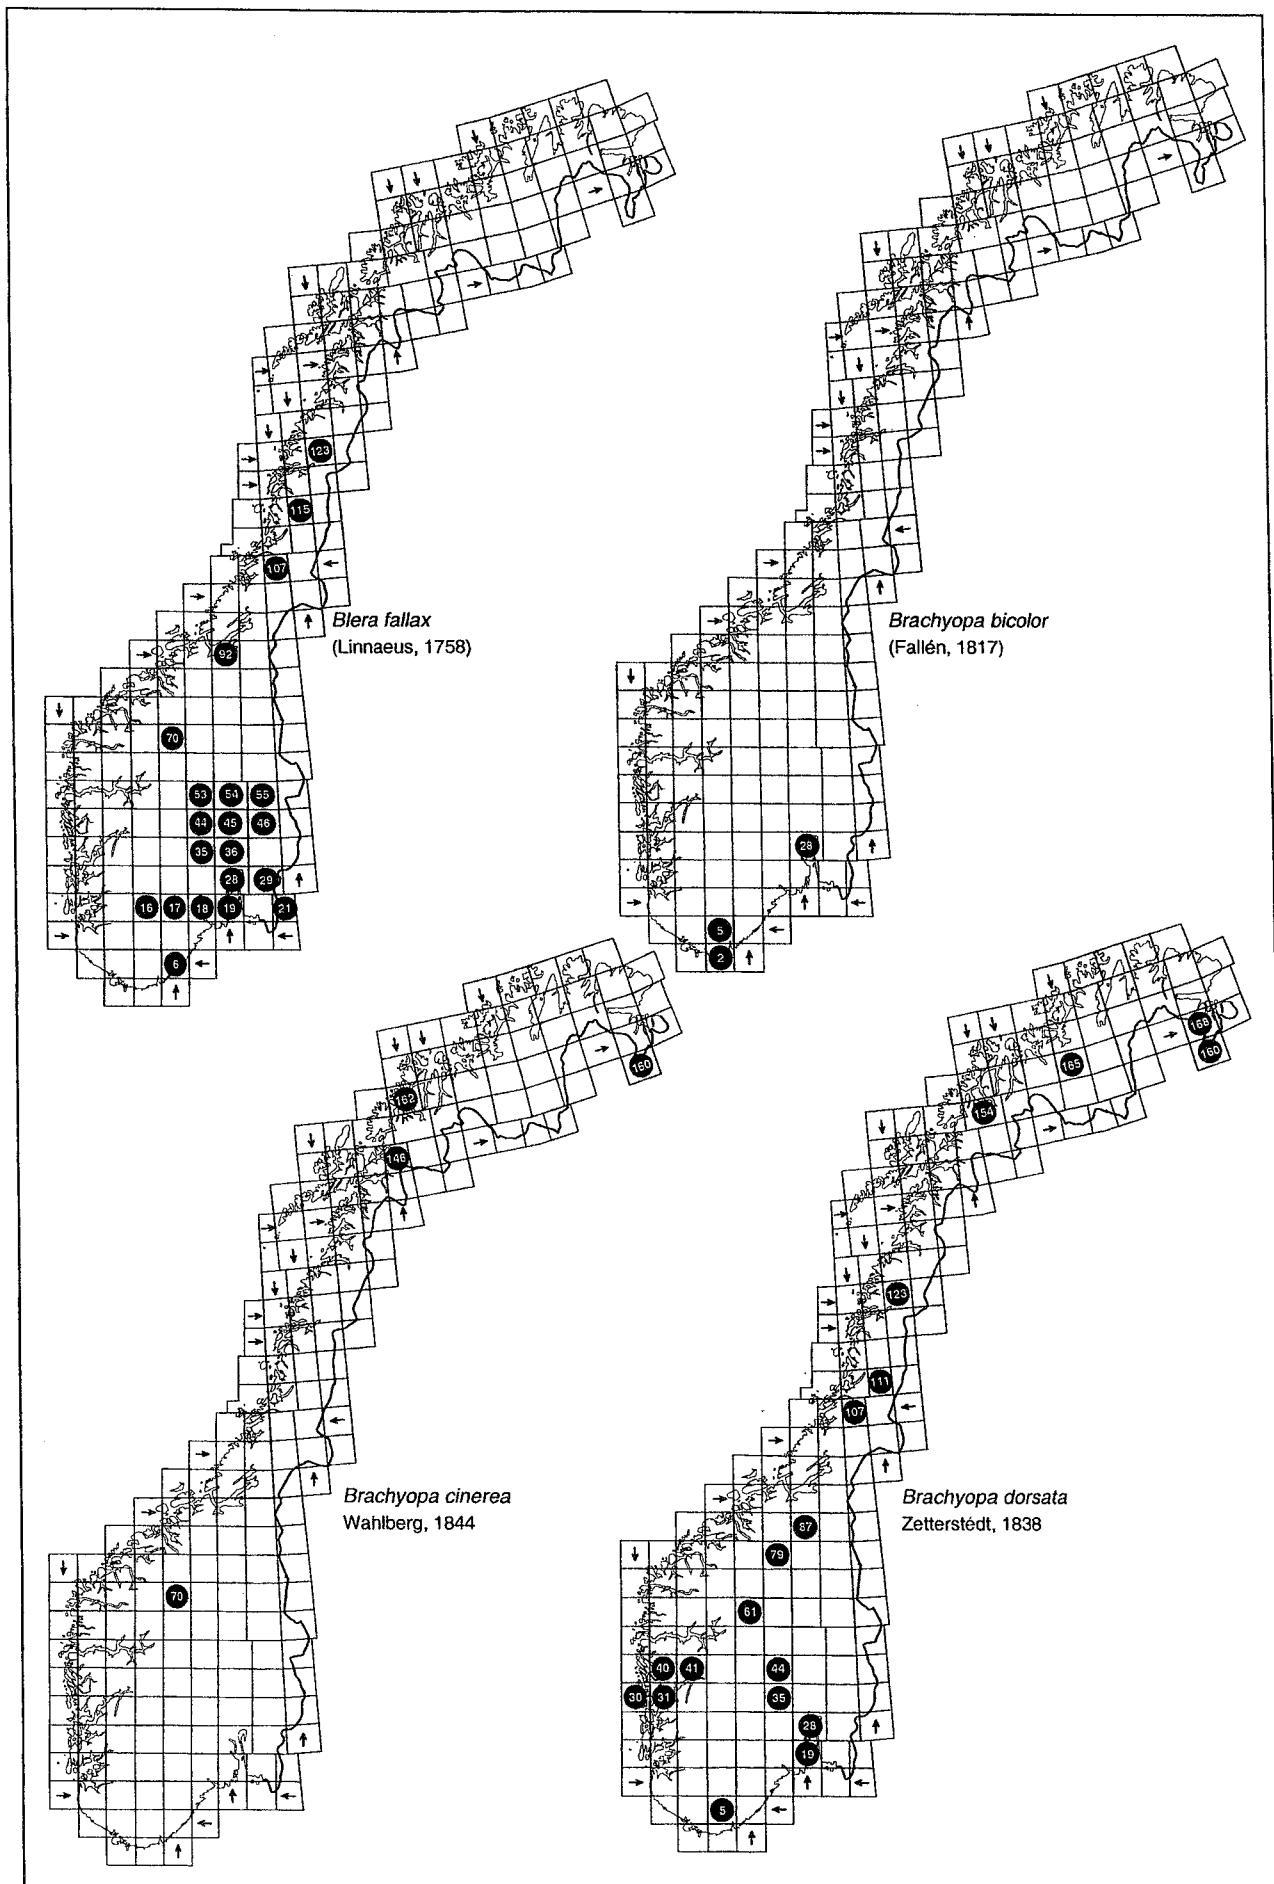 123
115
107
Blera fallax
(Linnaeus, 1758)
92
70
53 54 55
44 45 46
35 36
28 29
16 17 18 19 21
6
Brachyopa bicolor
(Fallén, 1817)
28
5
2
160
162
146
Brachyopa cinerea
Wahlberg, 1844
70
168
160
165
154
123
111
107
Brachyopa dorsata
Zetterstédt, 1838
87
79
61
40 41 44
30 31 35
28
19
5